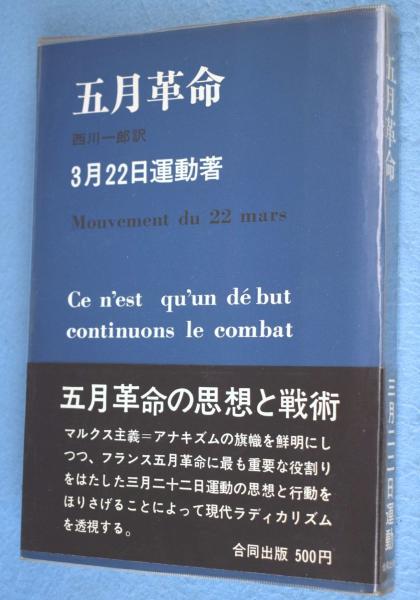 五月革命
西川一郎訳
3月22日運動著
Mouvement du 22 mars
Ce n'est qu'un début
continuons le combat
五月革命の思想と戦術
マルクス主義=アナキズムの旗幟を鮮明にし
つつ、フランス五月革命に最も重要な役割り
をはたした三月二十二日運動の思想と行動を
ほりさげることによって現代ラディカリズム
を透視する。
合同出版 500円
五月革命
三月二二日運動